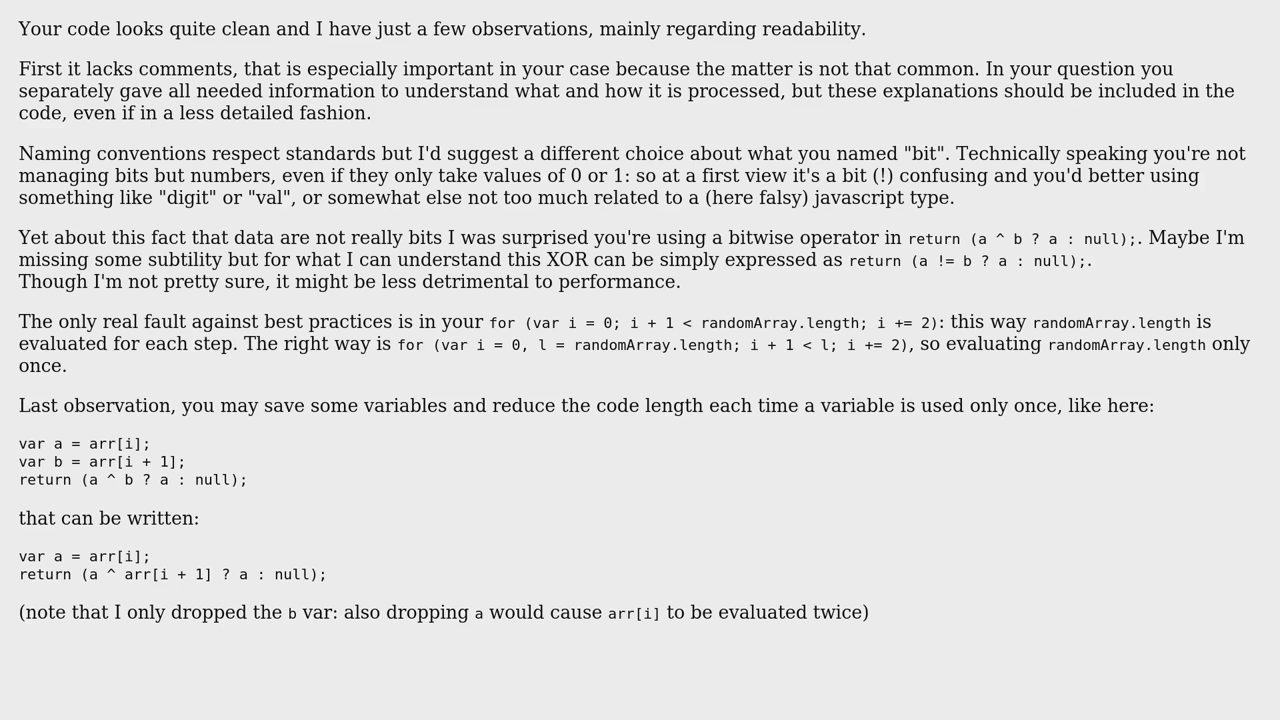 Your code looks quite clean and I have just a few observations, mainly regarding readability.
First it lacks comments, that is especially important in your case because the matter is not that common. In your question you
separately gave all needed information to understand what and how it is processed, but these explanations should be included in the
code, even if in a less detailed fashion.
Naming conventions respect standards but I'd suggest a different choice about what you named "bit". Technically speaking you're not
managing bits but numbers, even if they only take values of 0 or 1: so at a first view it's a bit (!) confusing and you'd better using
something like "digit" or "val", or somewhat else not too much related to a (here falsy) javascript type.
Yet about this fact that data are not really bits I was surprised you're using a bitwise operator in return (a ^ b ? a : null);. Maybe I'm
missing some subtility but for what I can understand this XOR can be simply expressed as return (a != b ? a : null);.
Though I'm not pretty sure, it might be less detrimental to performance.
The only real fault against best practices is in your for (var i = 0; i + 1 < randomArray.length; i += 2): this way randomArray.length is
evaluated for each step. The right way is for (var i = 0, l = randomArray.length; i + 1 < l; i += 2), so evaluating randomArray.length only
once.
Last observation, you may save some variables and reduce the code length each time a variable is used only once, like here:
var a = arr[i];
var b = arr[i + 1];
return (a ^ b ? a : null);
that can be written:
var a = arr[i];
return (a ^ arr[i + 1] ? a : null);
(note that I only dropped the b var: also dropping a would cause arr[i] to be evaluated twice)